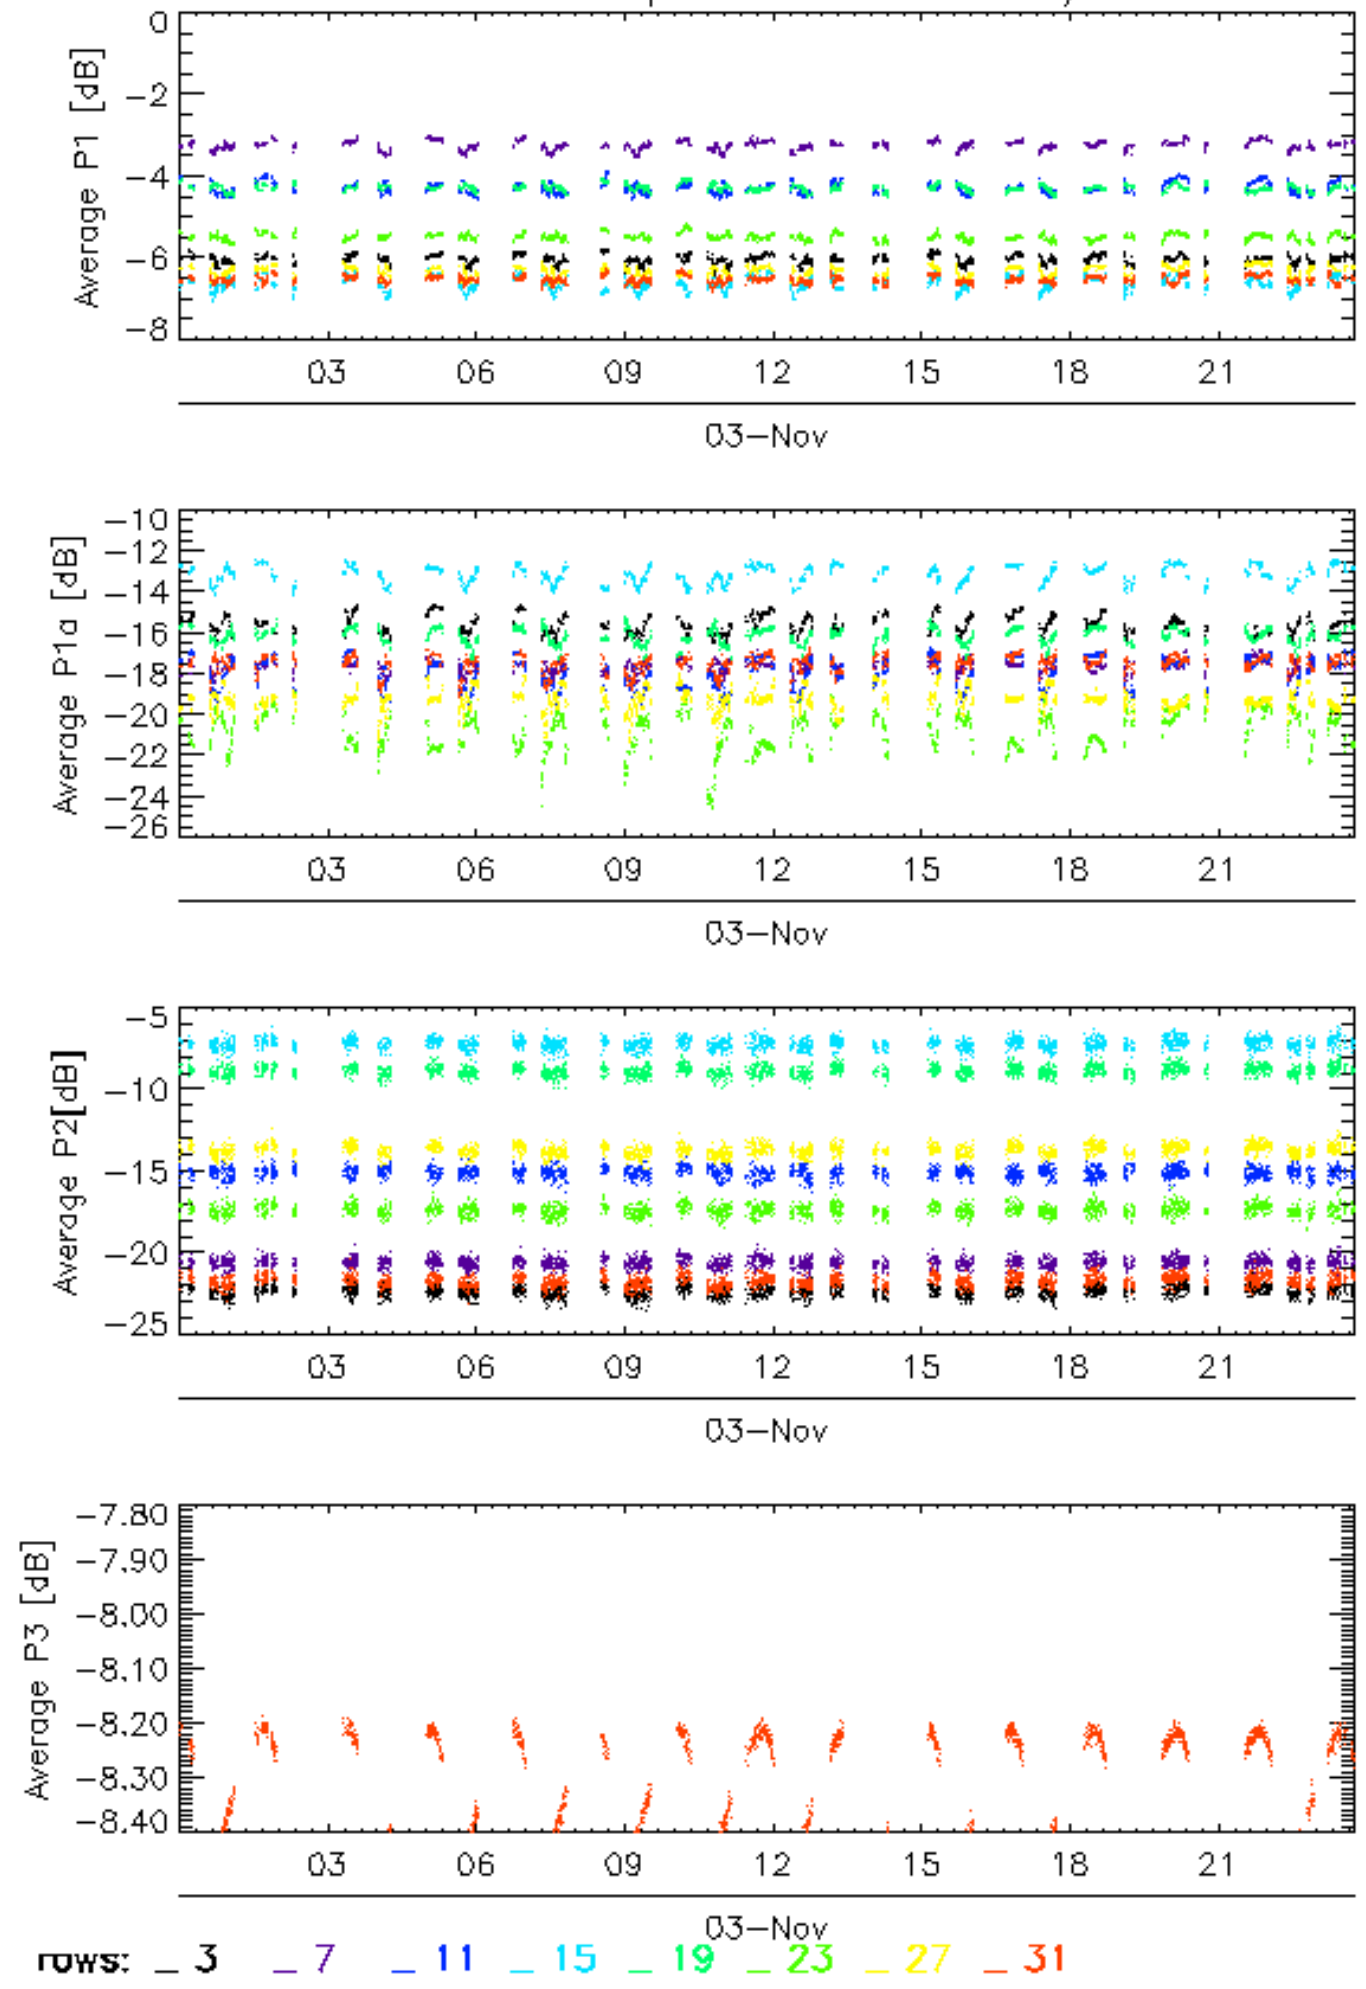 Average P1 [dB]
0
-2
-4
-6
-8
03 06 09 12 15 18 21
03-Nov
Average P1a [dB]
-10
-12
-14
-16
-18
-20
-22
-24
-26
03 06 09 12 15 18 21
03-Nov
Average P2[dB]
-5
-10
-15
-20
-25
03 06 09 12 15 18 21
03-Nov
Average P3 [dB]
-7.80
-7.90
-8.00
-8.10
-8.20
-8.30
-8.40
03 06 09 12 15 18 21
03-Nov
rows: _ 3 _ 7 _ 11 _ 15 _ 19 _ 23 _ 27 _ 31